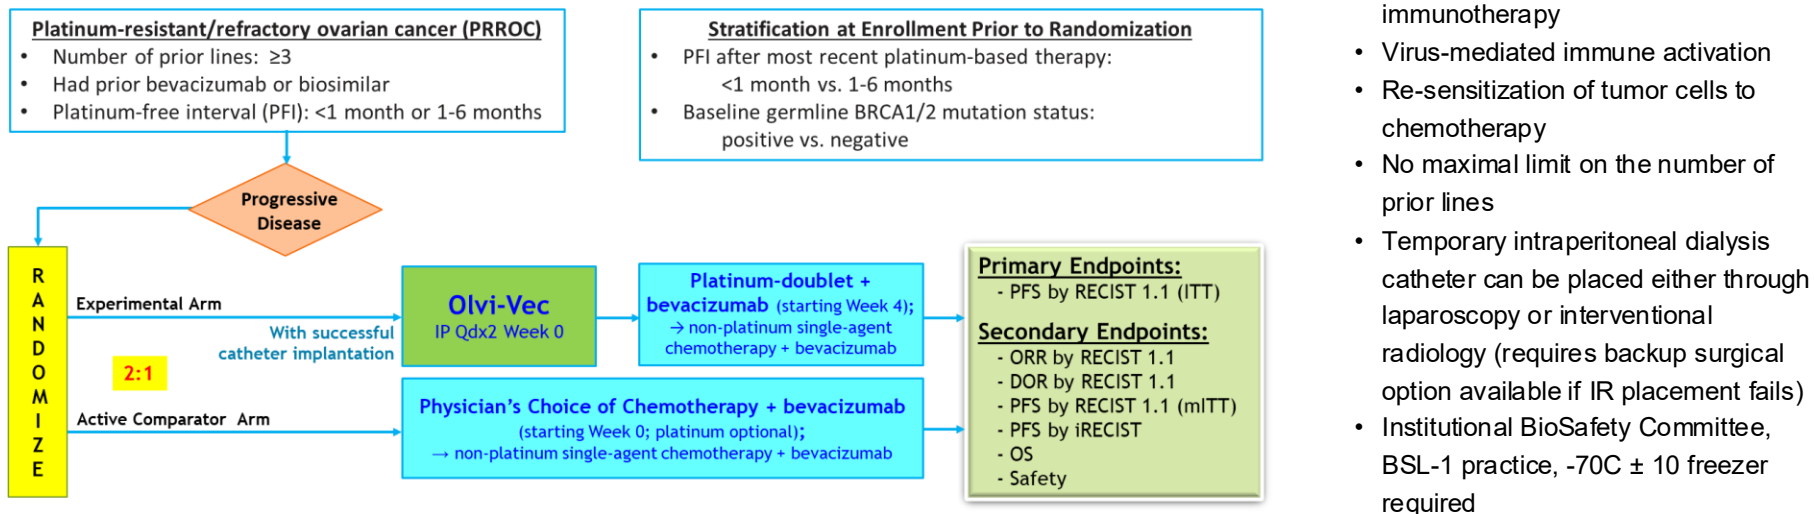 Platinum-resistant/refractory ovarian cancer (PRROC)
• Number of prior lines: ≥3
• Had prior bevacizumab or biosimilar
• Platinum-free interval (PFI): <1 month or 1-6 months
Stratification at Enrollment Prior to Randomization
• PFI after most recent platinum-based therapy:
<1 month vs. 1-6 months
• Baseline germline BRCA1/2 mutation status:
positive vs. negative
Progressive
Disease
RANDOMIZE
Experimental Arm
With successful
catheter implantation
2:1
Active Comparator Arm
Olvi-Vec
IP Qdx2 Week 0
Platinum-doublet +
bevacizumab (starting Week 4);
→ non-platinum single-agent
chemotherapy + bevacizumab
Physician's Choice of Chemotherapy + bevacizumab
(starting Week 0; platinum optional);
→ non-platinum single-agent chemotherapy + bevacizumab
Primary Endpoints:
- PFS by RECIST 1.1 (ITT)
Secondary Endpoints:
- ORR by RECIST 1.1
- DOR by RECIST 1.1
- PFS by RECIST 1.1 (mITT)
- PFS by iRECIST
- OS
- Safety
immunotherapy
• Virus-mediated immune activation
• Re-sensitization of tumor cells to
chemotherapy
• No maximal limit on the number of
prior lines
• Temporary intraperitoneal dialysis
catheter can be placed either through
laparoscopy or interventional
radiology (requires backup surgical
option available if IR placement fails)
• Institutional BioSafety Committee,
BSL-1 practice, -70C ± 10 freezer
required